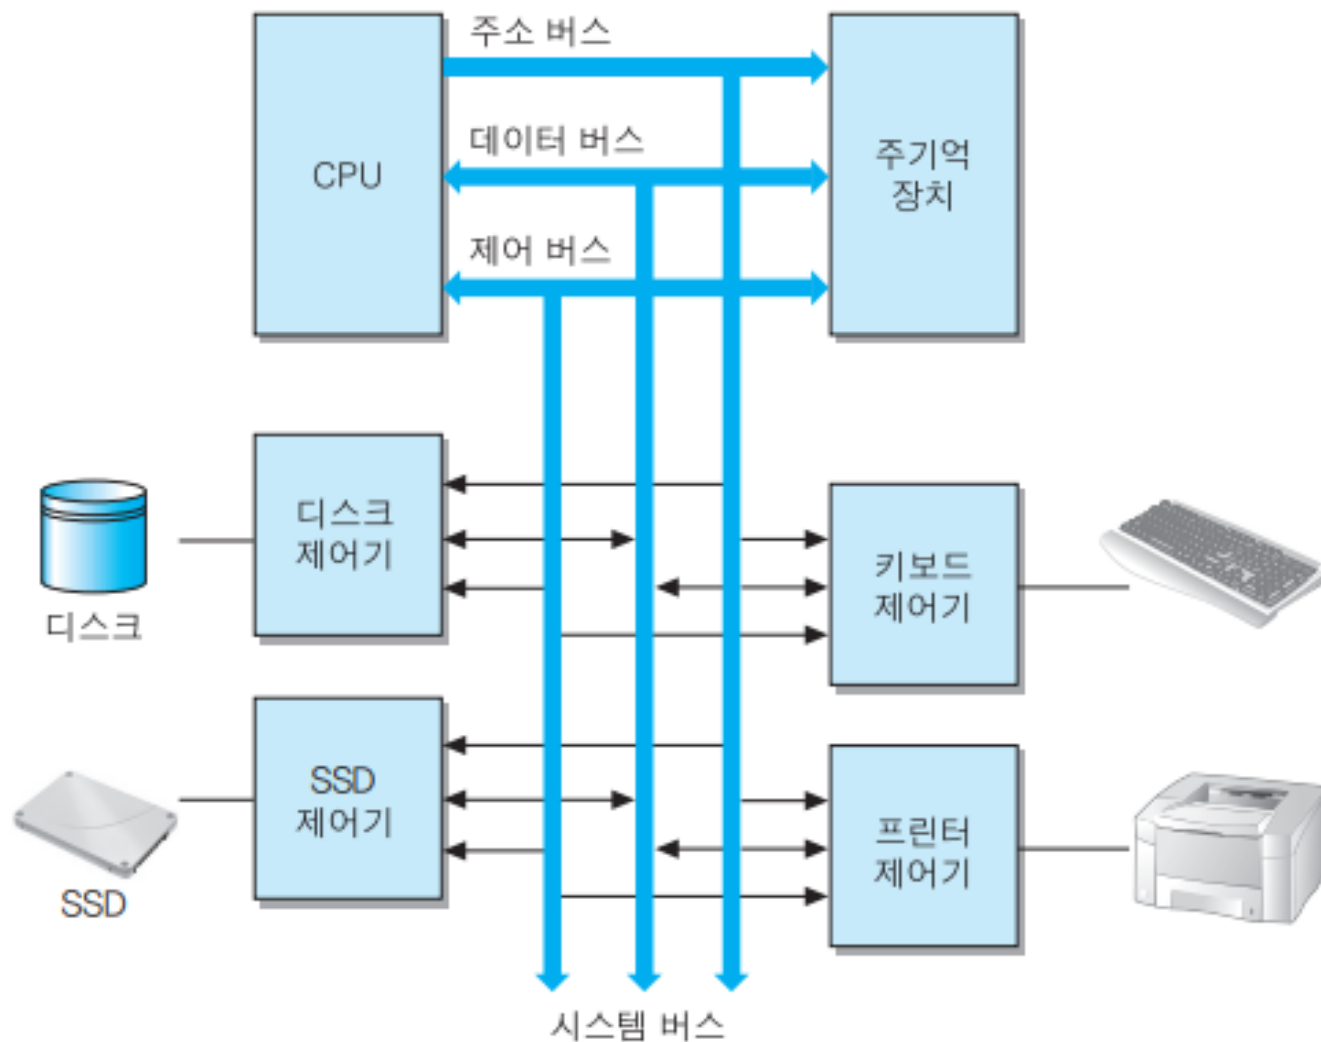 주소 버스
데이터 버스
CPU
주기억
장치
제어 버스
디스크
제어기
키보드
제어기
디스크
SSD
제어기
프린터
제어기
SSD
시스템 버스